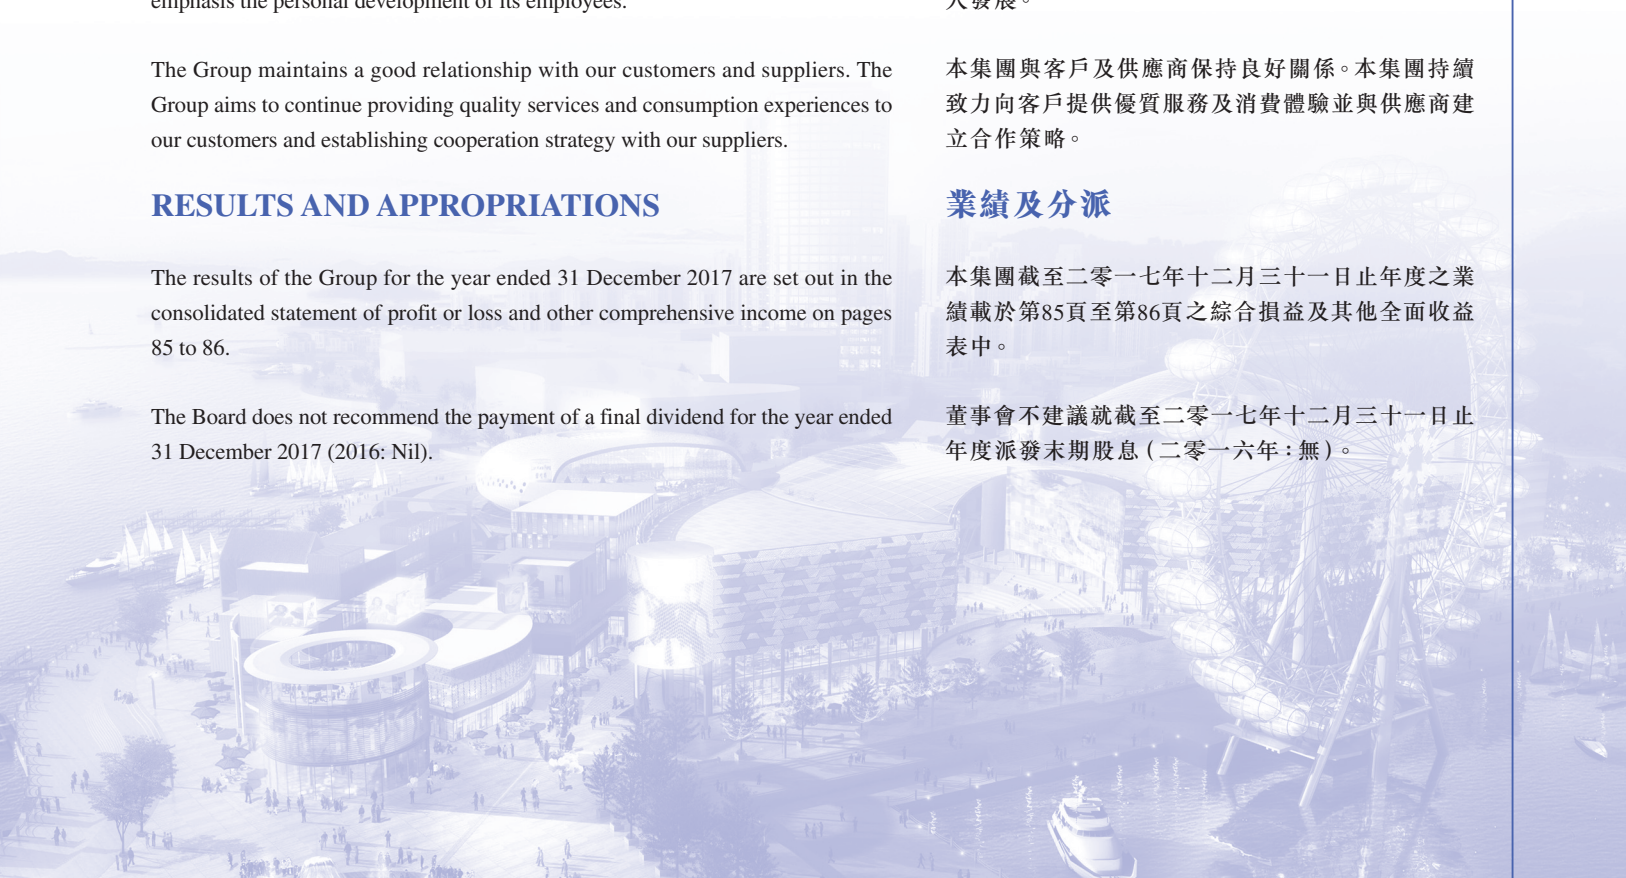 emphasis the personal development of its employees.
The Group maintains a good relationship with our customers and suppliers. The
Group aims to continue providing quality services and consumption experiences to
our customers and establishing cooperation strategy with our suppliers.
RESULTS AND APPROPRIATIONS
The results of the Group for the year ended 31 December 2017 are set out in the
consolidated statement of profit or loss and other comprehensive income on pages
85 to 86.
The Board does not recommend the payment of a final dividend for the year ended
31 December 2017 (2016: Nil).
人發展。
本集團與客戶及供應商保持良好關係。本集團持續
致力向客戶提供優質服務及消費體驗並與供應商建
立合作策略。
業績及分派
本集團截至二零一七年十二月三十一日止年度之業
績載於第85頁至第86頁之綜合損益及其他全面收益
表中。
董事會不建議就截至二零一七年十二月三十一日止
年度派發末期股息(二零一六年:無)。